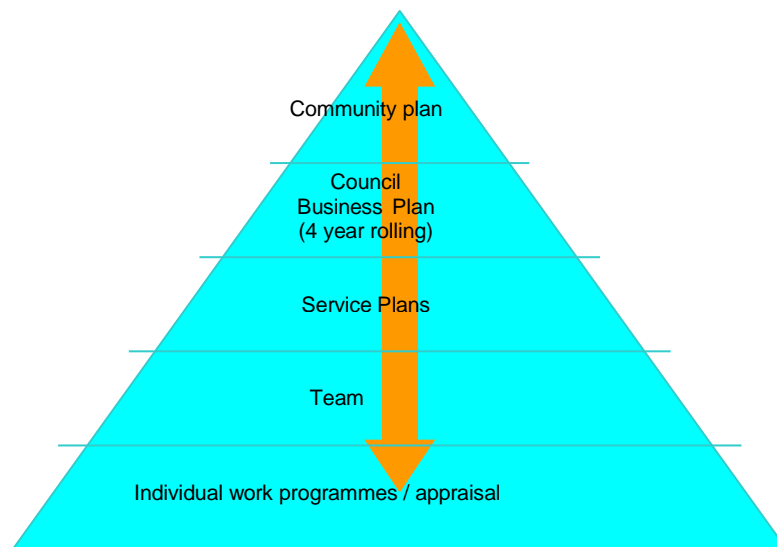 Community plan
Council
Business Plan
(4 year rolling)
Service Plans
Team
Individual work programmes / appraisal